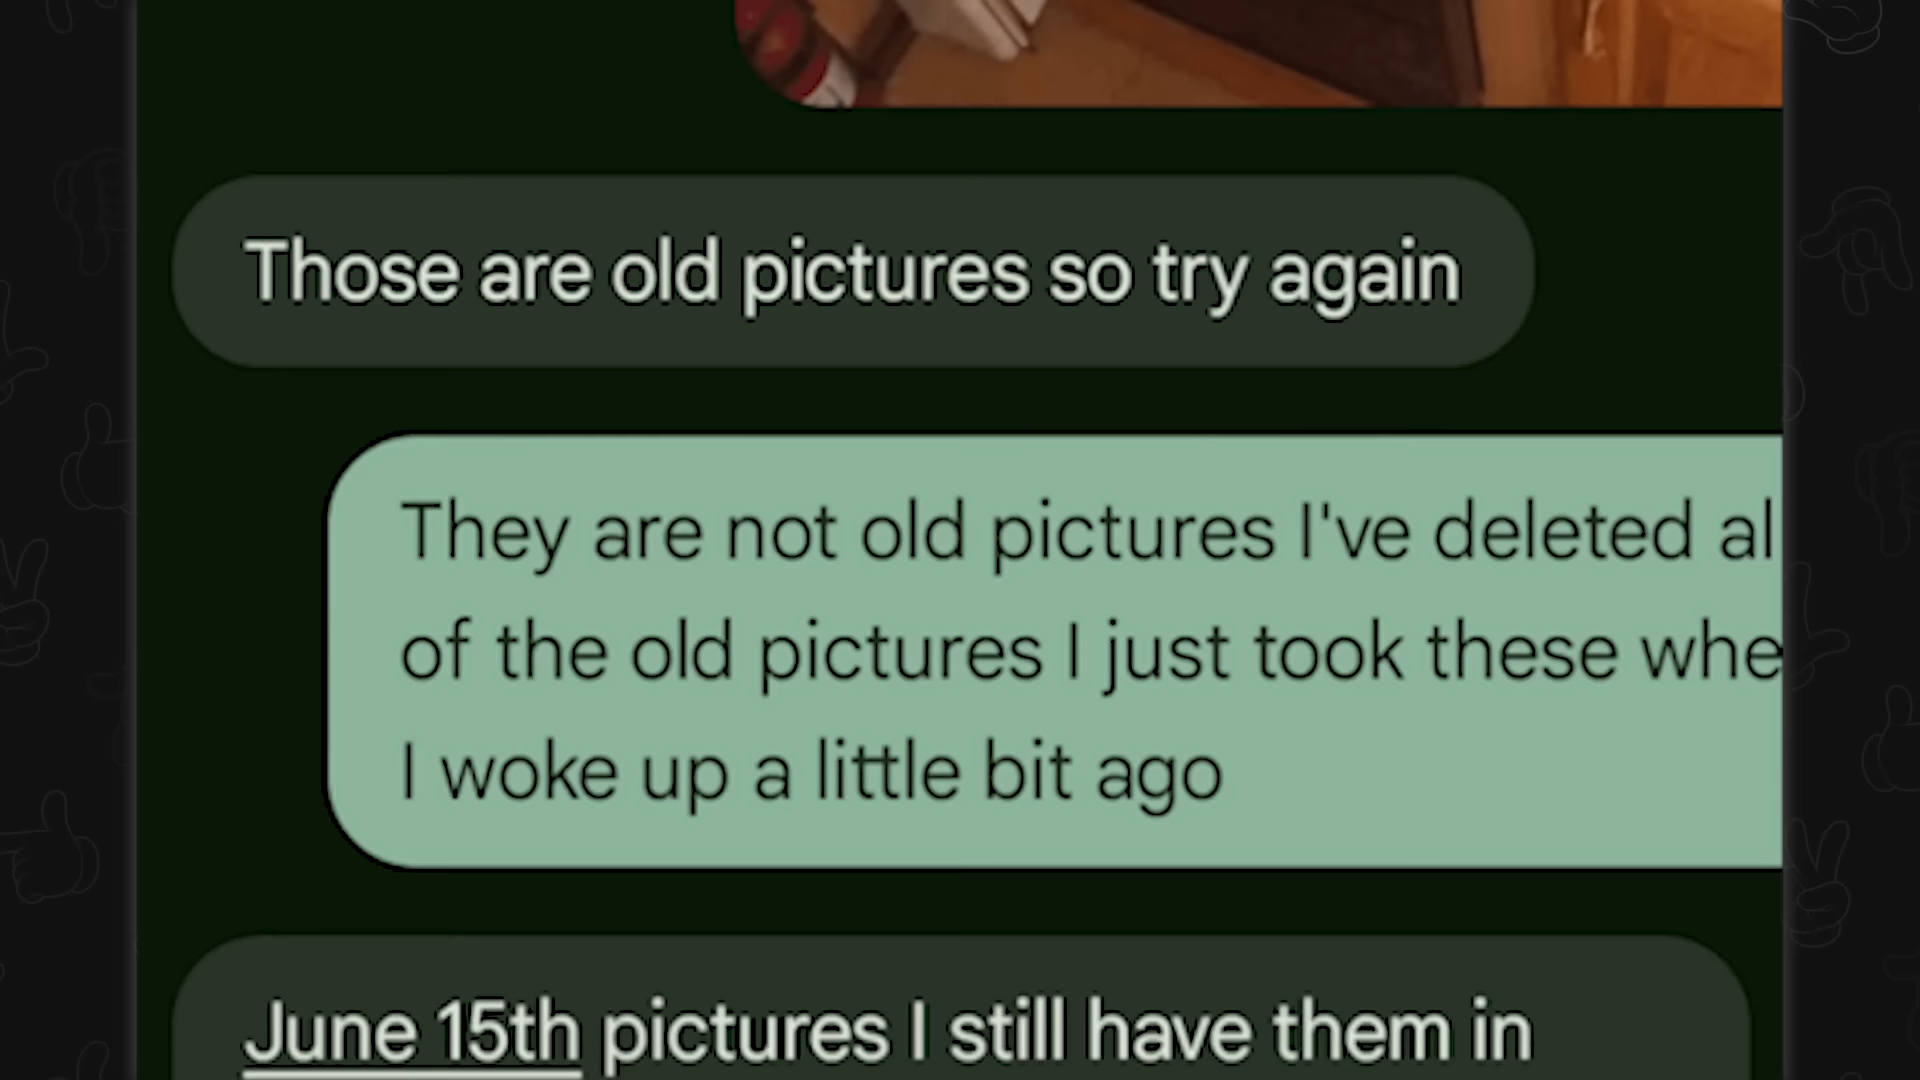 Those are old pictures so try again
They are not old pictures I've deleted al
of the old pictures I just took these whe
I woke up a little bit ago
June 15th pictures I still have them in